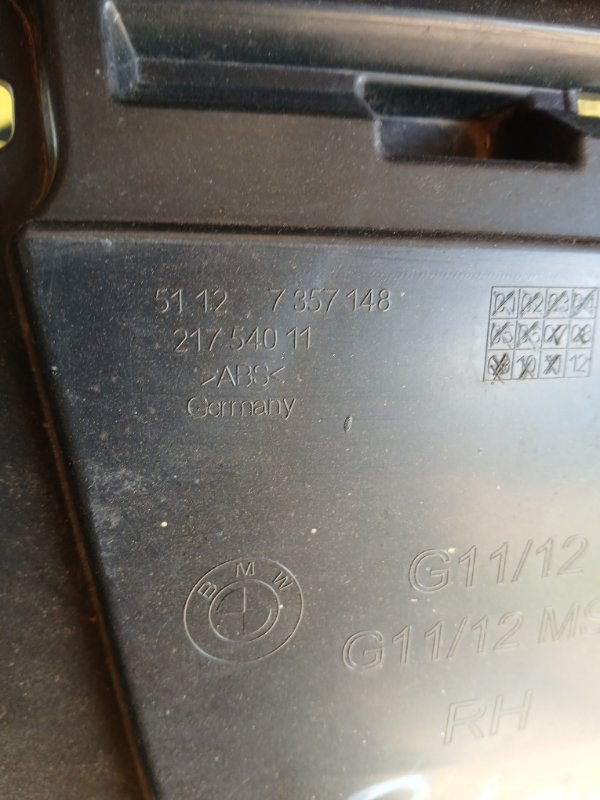 51 12 7 357 148
217 540 11
>ABS<
Germany
01 02 03 04
05 06 07 08
09 10 11 12
BMW
G11/12
G11/12 MS
RH